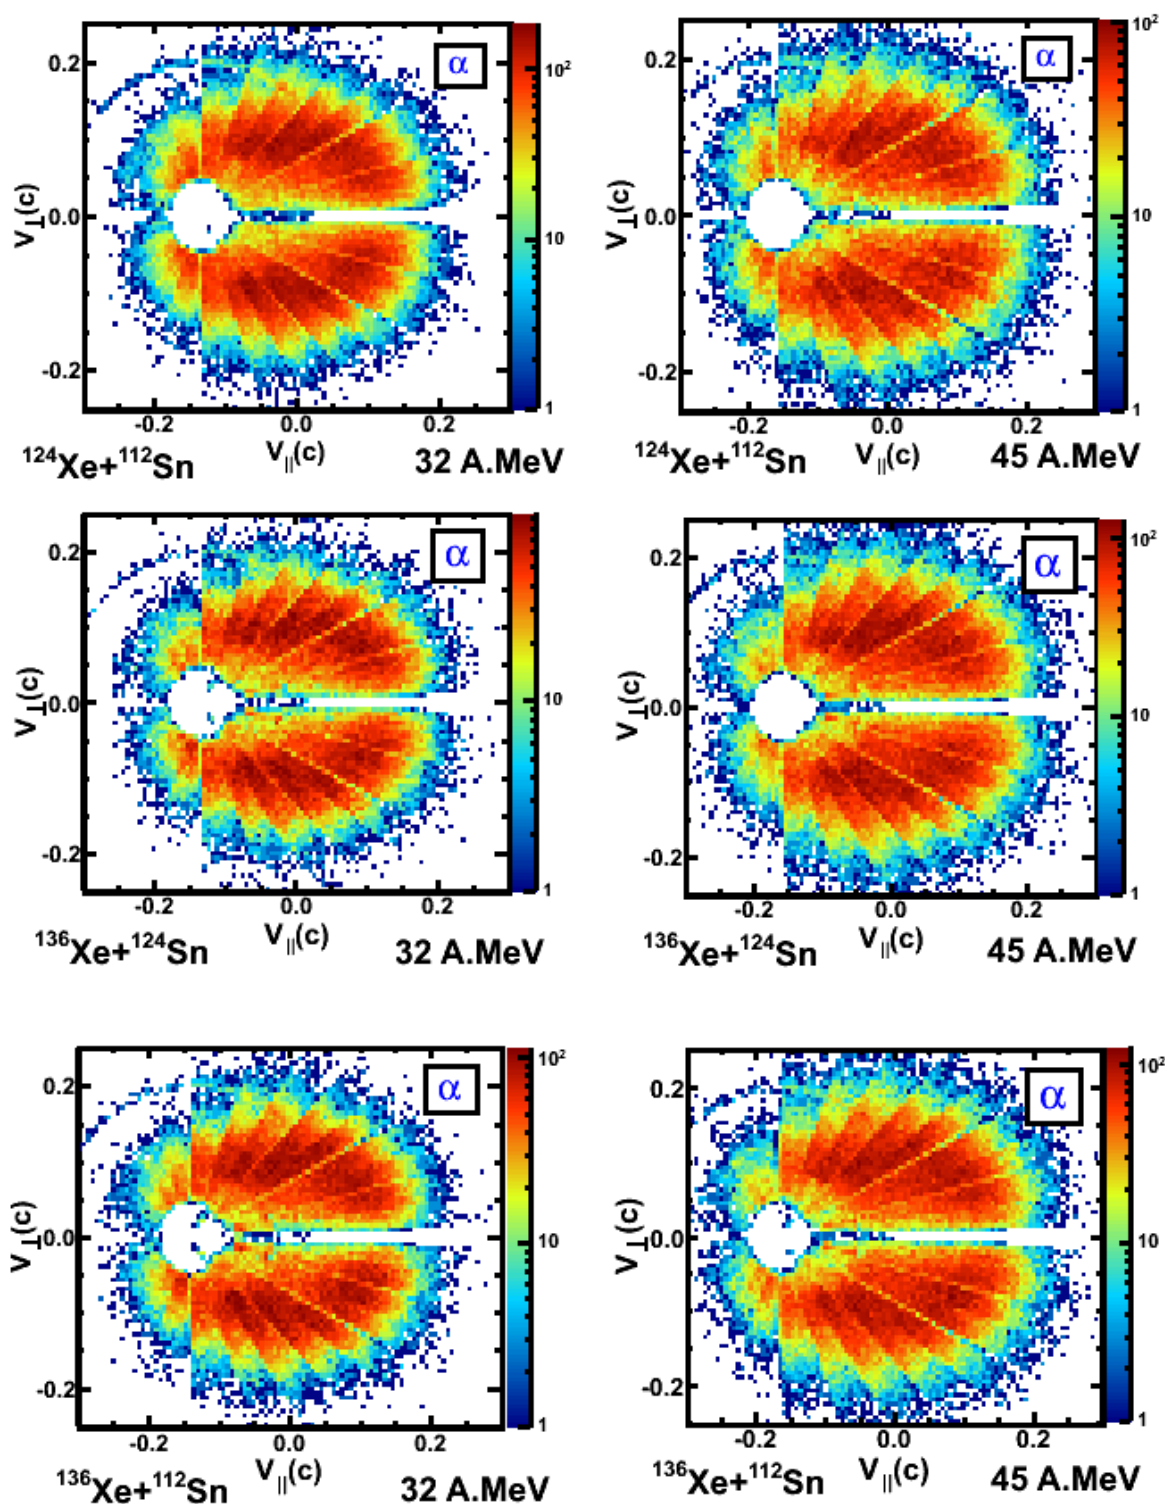 α α
0.2 10² 0.2 10²
V⊥(c) 0.0 10 V⊥(c) 0.0 10
-0.2 1 -0.2 1
-0.2 0.0 0.2 -0.2 0.0 0.2
¹²⁴Xe+¹¹²Sn V||(c) 32 A.MeV ¹²⁴Xe+¹¹²Sn V||(c) 45 A.MeV
α α
0.2 0.2 10²
V⊥(c) 0.0 10 V⊥(c) 0.0 10
-0.2 1 -0.2 1
-0.2 0.0 0.2 -0.2 0.0 0.2
¹³⁶Xe+¹²⁴Sn V||(c) 32 A.MeV ¹³⁶Xe+¹²⁴Sn V||(c) 45 A.MeV
α α
0.2 10² 0.2 10²
V⊥(c) 0.0 10 V⊥(c) 0.0 10
-0.2 1 -0.2 1
-0.2 0.0 0.2 -0.2 0.0 0.2
¹³⁶Xe+¹¹²Sn V||(c) 32 A.MeV ¹³⁶Xe+¹¹²Sn V||(c) 45 A.MeV